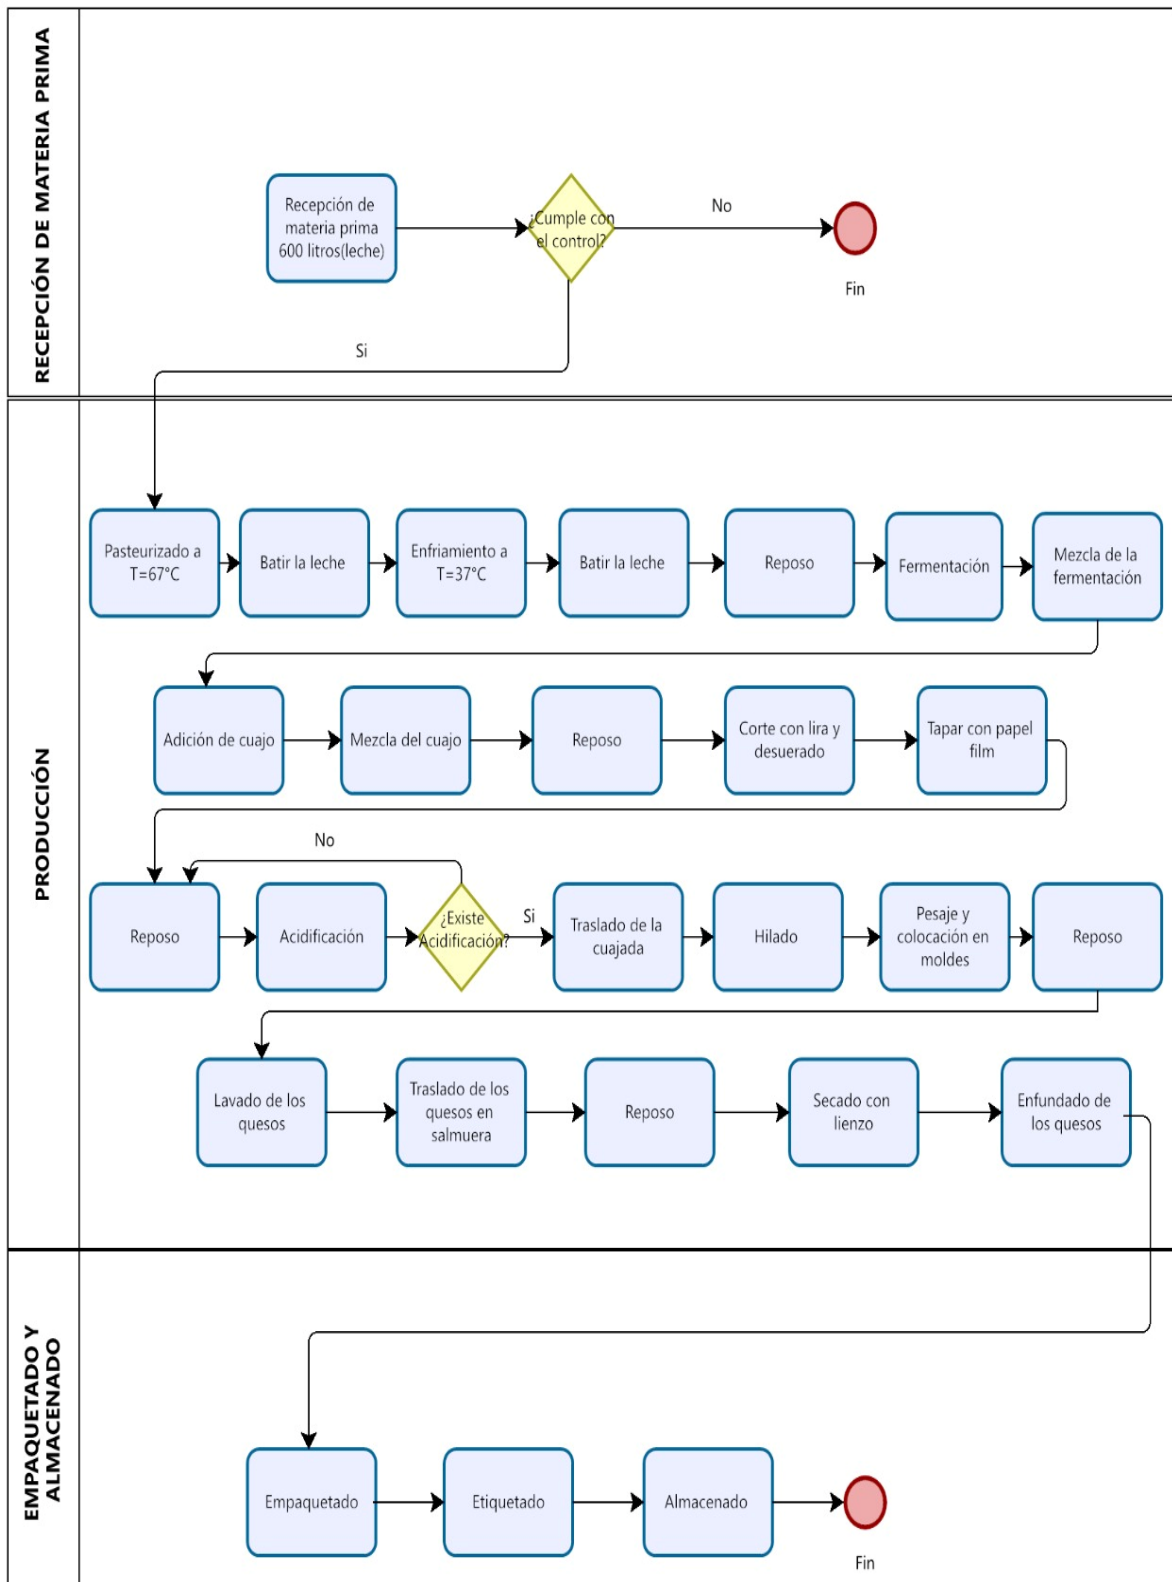 RECEPCIÓN DE MATERIA PRIMA
Recepción de
materia prima
600 litros(leche)
¿Cumple con
el control?
No
Fin
Si
PRODUCCIÓN
Pasteurizado a
T=67°C
Batir la leche
Enfriamiento a
T=37°C
Batir la leche
Reposo
Fermentación
Mezcla de la
fermentación
Adición de cuajo
Mezcla del cuajo
Reposo
Corte con lira y
desuerado
Tapar con papel
film
No
Reposo
Acidificación
¿Existe
Acidificación?
Si
Traslado de la
cuajada
Hilado
Pesaje y
colocación en
moldes
Reposo
Lavado de los
quesos
Traslado de los
quesos en
salmuera
Reposo
Secado con
lienzo
Enfundado de
los quesos
EMPAQUETADO Y
ALMACENADO
Empaquetado
Etiquetado
Almacenado
Fin